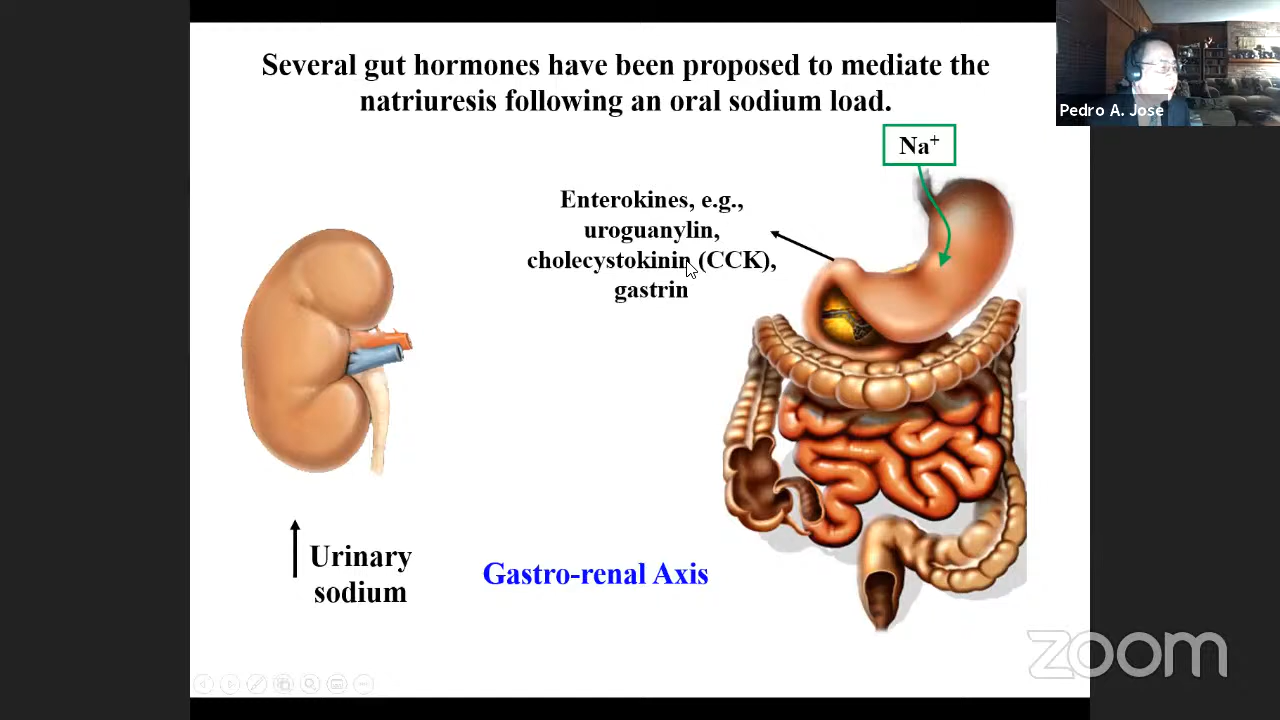 Several gut hormones have been proposed to mediate the
natriuresis following an oral sodium load.
Pedro A. Jose
Na+
Enterokines, e.g.,
uroguanylin,
cholecystokinin (CCK),
gastrin
Urinary
sodium
Gastro-renal Axis
zoom